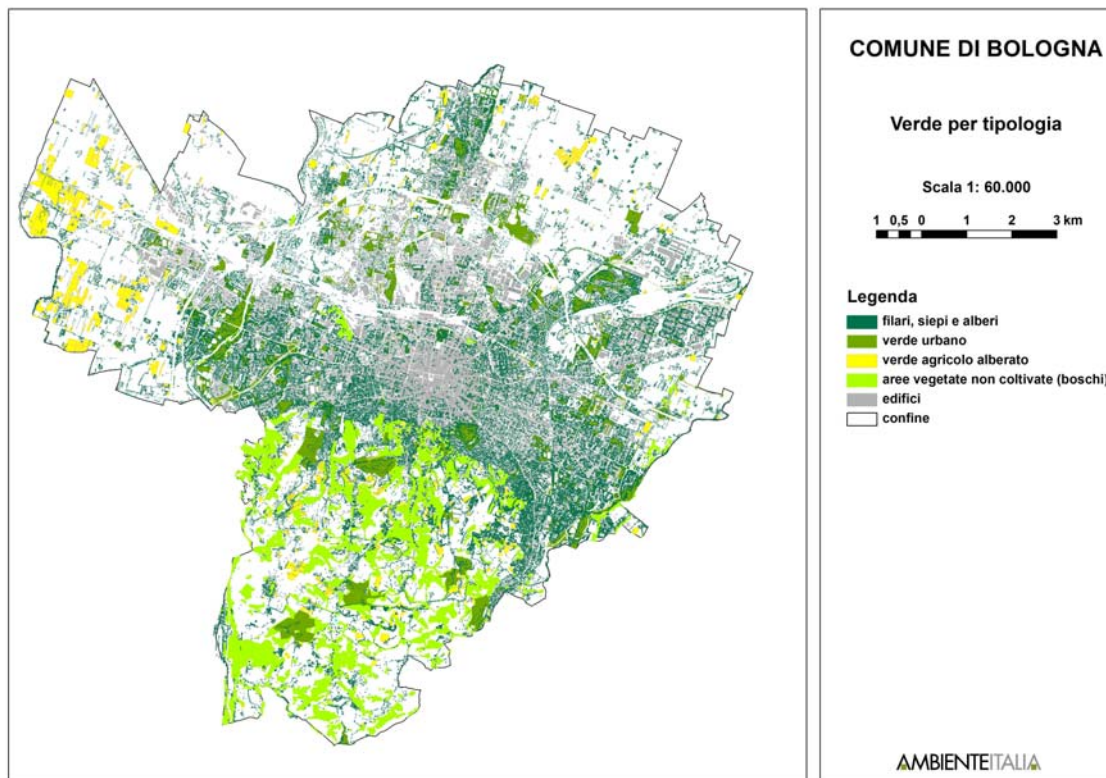 COMUNE DI BOLOGNA
Verde per tipologia
Scala 1: 60.000
1 0,5 0 1 2 3 km
Legenda
filari, siepi e alberi
verde urbano
verde agricolo alberato
aree vegetate non coltivate (boschi)
edifici
confine
AMBIENTEITALIA